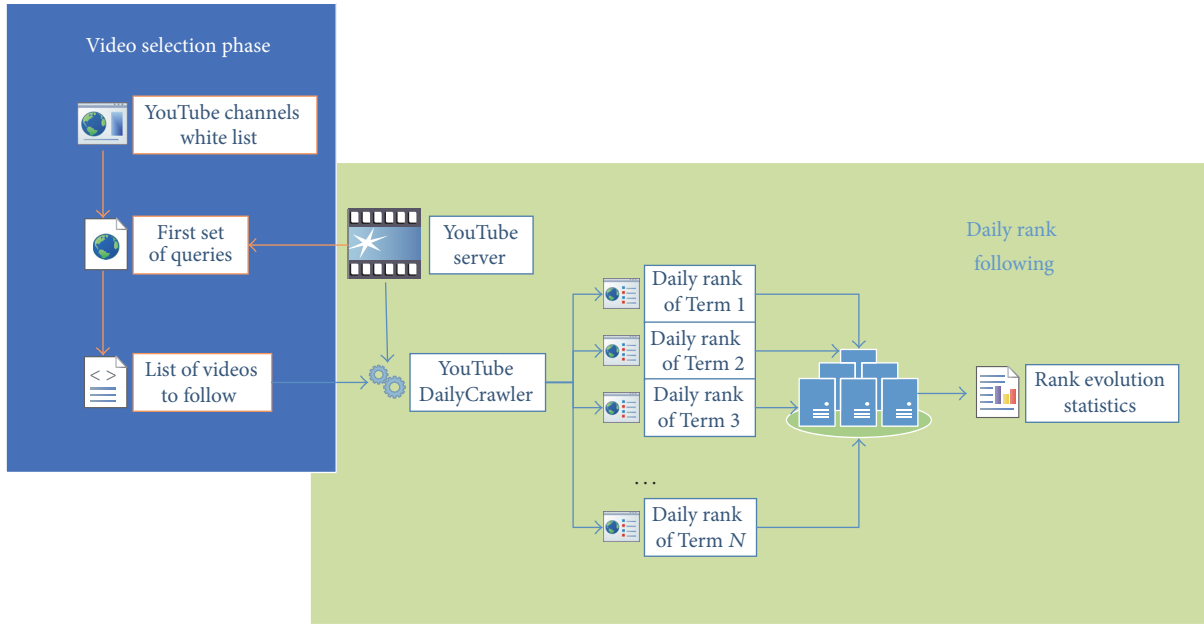 Video selection phase
YouTube channels
white list
First set
of queries
List of videos
to follow
< >
YouTube
server
YouTube
DailyCrawler
Daily rank
following
Daily rank
of Term 1
Daily rank
of Term 2
Daily rank
of Term 3
...
Daily rank
of Term N
Rank evolution
statistics